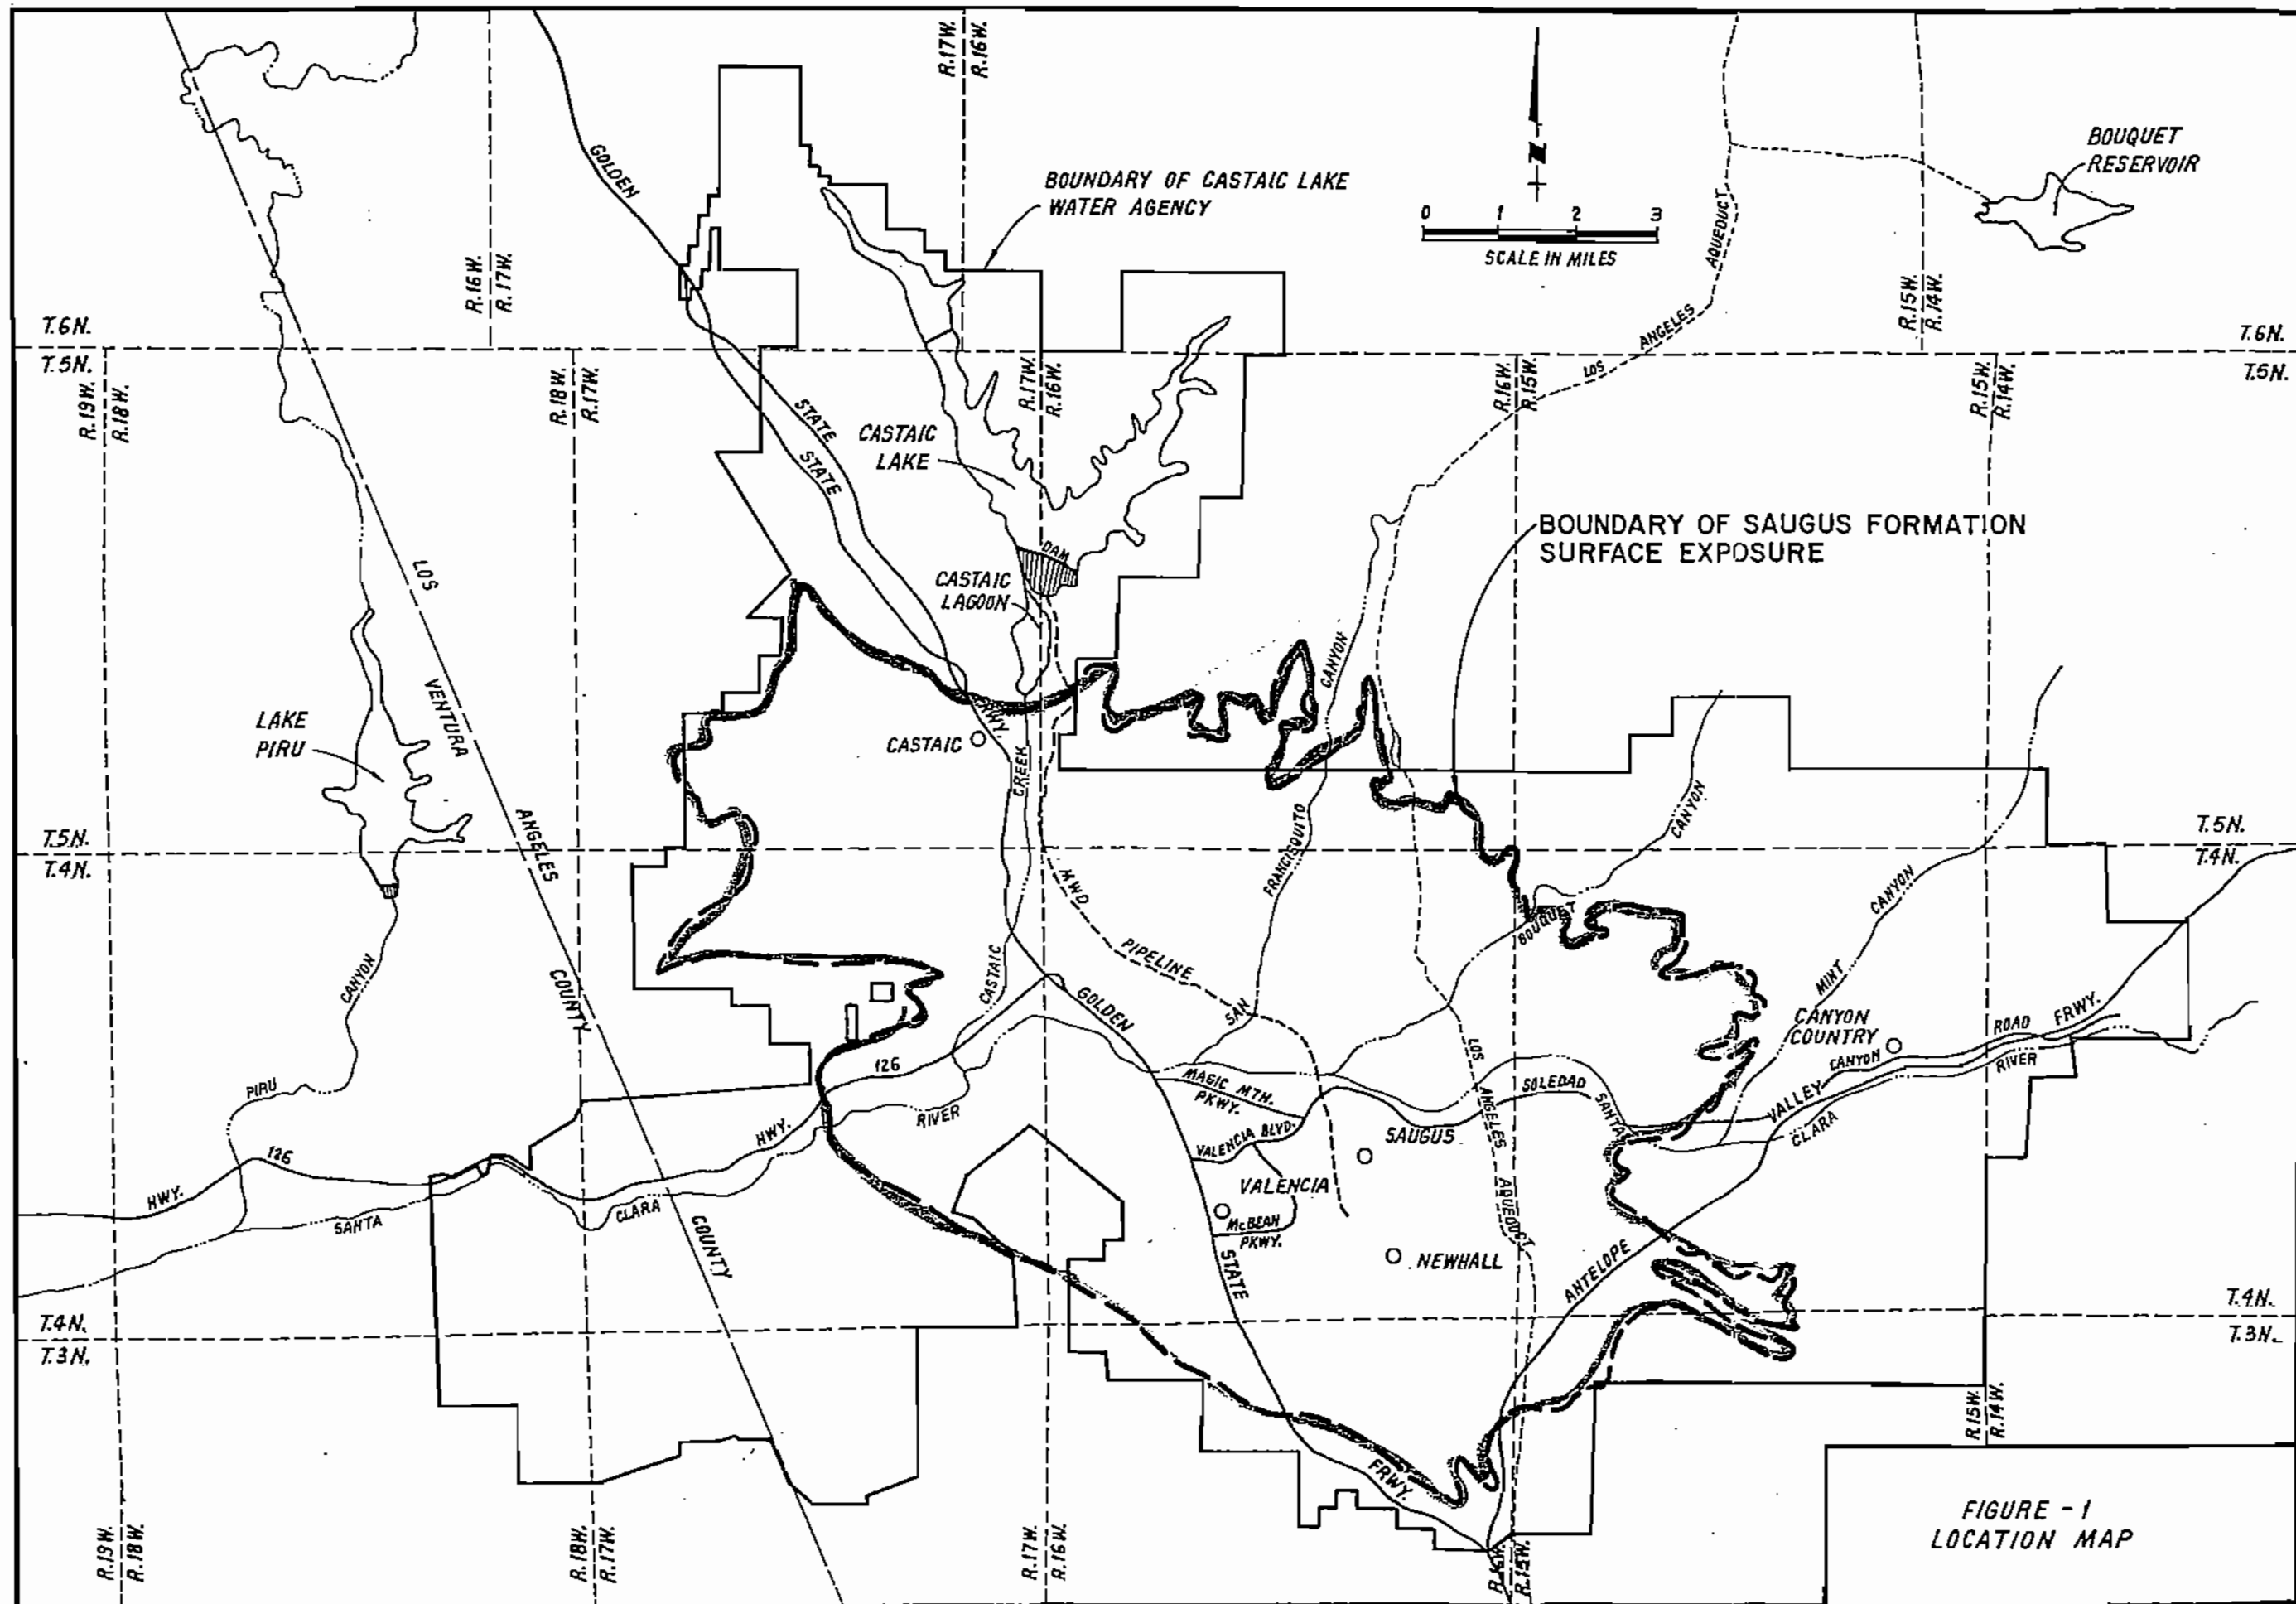 R.17W.
R.16W.
GOLDEN
BOUNDARY OF CASTAIC LAKE
WATER AGENCY
0 1 2 3
SCALE IN MILES
AQUEDUCT
BOUQUET
RESERVOIR
R.16W.
R.17W.
R.15W.
R.14W.
T.6N.
T.5N.
T.6N.
T.5N.
LOS
ANGELES
R.19W.
R.18W.
R.18W.
R.17W.
R.17W.
R.16W.
R.16W.
R.15W.
R.15W.
R.14W.
STATE
STATE
CASTAIC
LAKE
BOUNDARY OF SAUGUS FORMATION
SURFACE EXPOSURE
DAM
CASTAIC
LAGOON
LOS
ANGELES
COUNTY
VENTURA
COUNTY
LAKE
PIRU
CASTAIC
FRWY.
CREEK
CANYON
FRANCISQUITO
CANYON
T.5N.
T.4N.
T.5N.
T.4N.
MWD
PIPELINE
BOUQUET
CANYON
MINT
CANYON
CANYON
PIRU
CASTAIC
SAN
GOLDEN
CANYON
COUNTRY
ROAD
FRWY.
CANYON
RIVER
126
MAGIC MTN.
PKWY.
LOS
ANGELES
AQUEDUCT
SOLEDAD
SANTA
VALLEY
CLARA
RIVER
HWY.
VALENCIA BLVD.
SAUGUS
126
HWY.
SANTA
CLARA
VALENCIA
McBEAN
PKWY.
STATE
NEWHALL
ANTELOPE
T.4N.
T.3N.
T.4N.
T.3N.
FRWY.
R.15W.
R.14W.
R.19W.
R.18W.
R.18W.
R.17W.
R.17W.
R.16W.
R.16W.
R.15W.
FIGURE - 1
LOCATION MAP